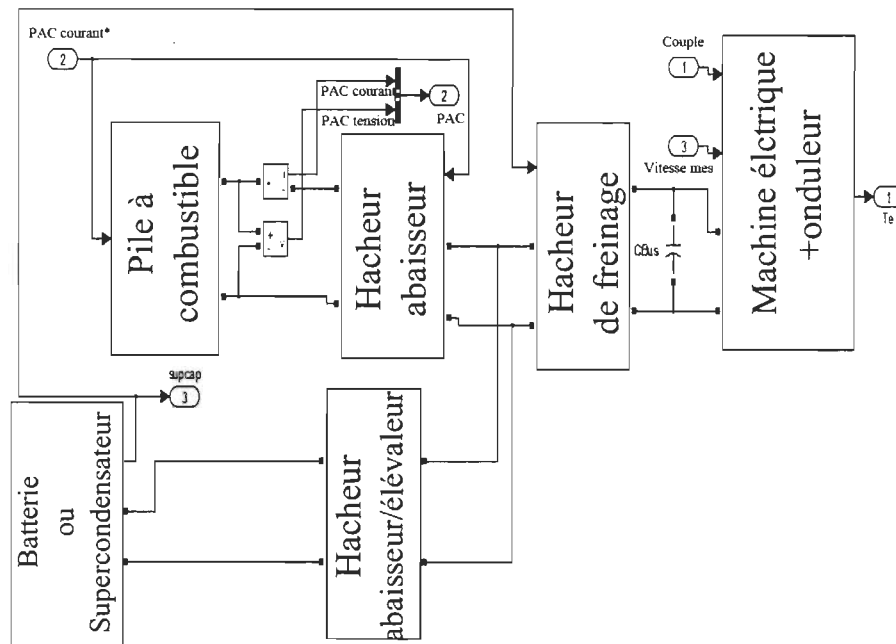 PAC courant*
2
PAC courant
PAC tension
2
PAC
Couple
1
3
Vitesse mes
Machine élctrique
+onduleur
1
Te
Pile à
combustible
+
-
i
+
-
v
Hacheur
abaisseur
Hacheur
de freinage
CBus
supcap
3
Batterie
ou
Supercondensateur
Hacheur
abaisseur/élévaleur